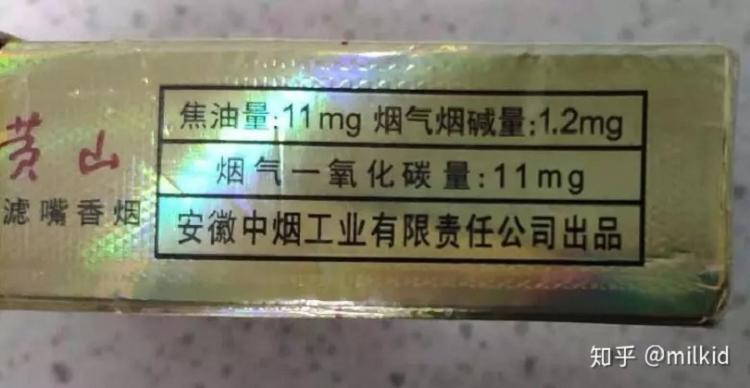 黄山
滤嘴香烟
焦油量:11mg 烟气烟碱量:1.2mg
烟气一氧化碳量:11mg
安徽中烟工业有限责任公司出品
知乎 @milkid